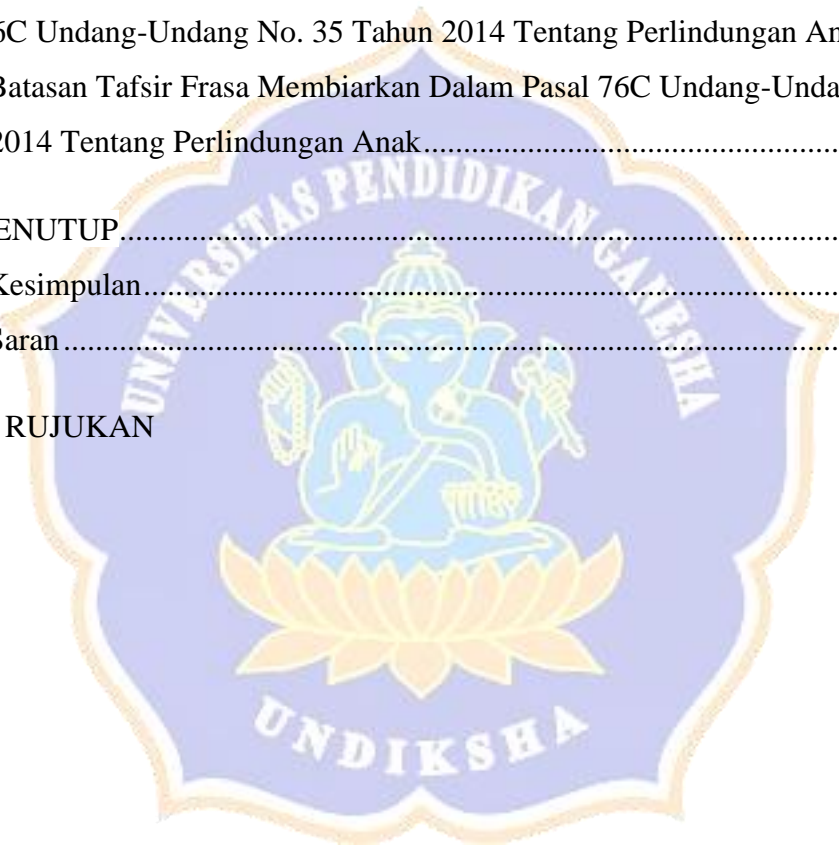 6C Undang-Undang No. 35 Tahun 2014 Tentang Perlindungan An
Batasan Tafsir Frasa Membiarkan Dalam Pasal 76C Undang-Unda
2014 Tentang Perlindungan Anak
ENUTUP
Kesimpulan
Saran
RUJUKAN
UNIVERSITAS PENDIDIKAN GANESHA
UNDIKSHA